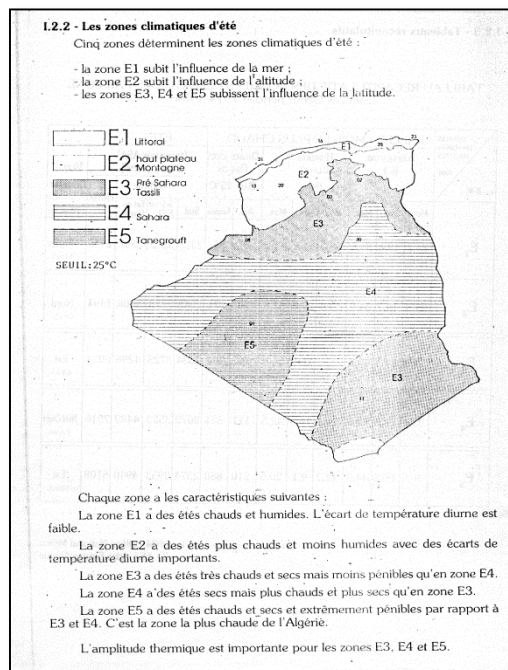 I.2.2 - Les zones climatiques d'été
Cinq zones déterminent les zones climatiques d'été :
- la zone E1 subit l'influence de la mer ;
- la zone E2 subit l'influence de l'altitude ;
- les zones E3, E4 et E5 subissent l'influence de la latitude.
E1 Littoral
E2 haut plateau
Montagne
E3 Pré Sahara
Tassili
E4 Sahara
E5 Tanegrouft
SEUIL:25°C
E1
E2
E3
E4
E5
E3
Chaque zone a les caractéristiques suivantes :
La zone E1 a des étés chauds et humides. L'écart de température diurne est
faible.
La zone E2 a des étés plus chauds et moins humides avec des écarts de
température diurne importants.
La zone E3 a des étés très chauds et secs mais moins pénibles qu'en zone E4.
La zone E4 a des étés secs mais plus chauds et plus secs qu'en zone E3.
La zone E5 a des étés chauds et secs et extrêmement pénibles par rapport à
E3 et E4. C'est la zone la plus chaude de l'Algérie.
L'amplitude thermique est importante pour les zones E3, E4 et E5.